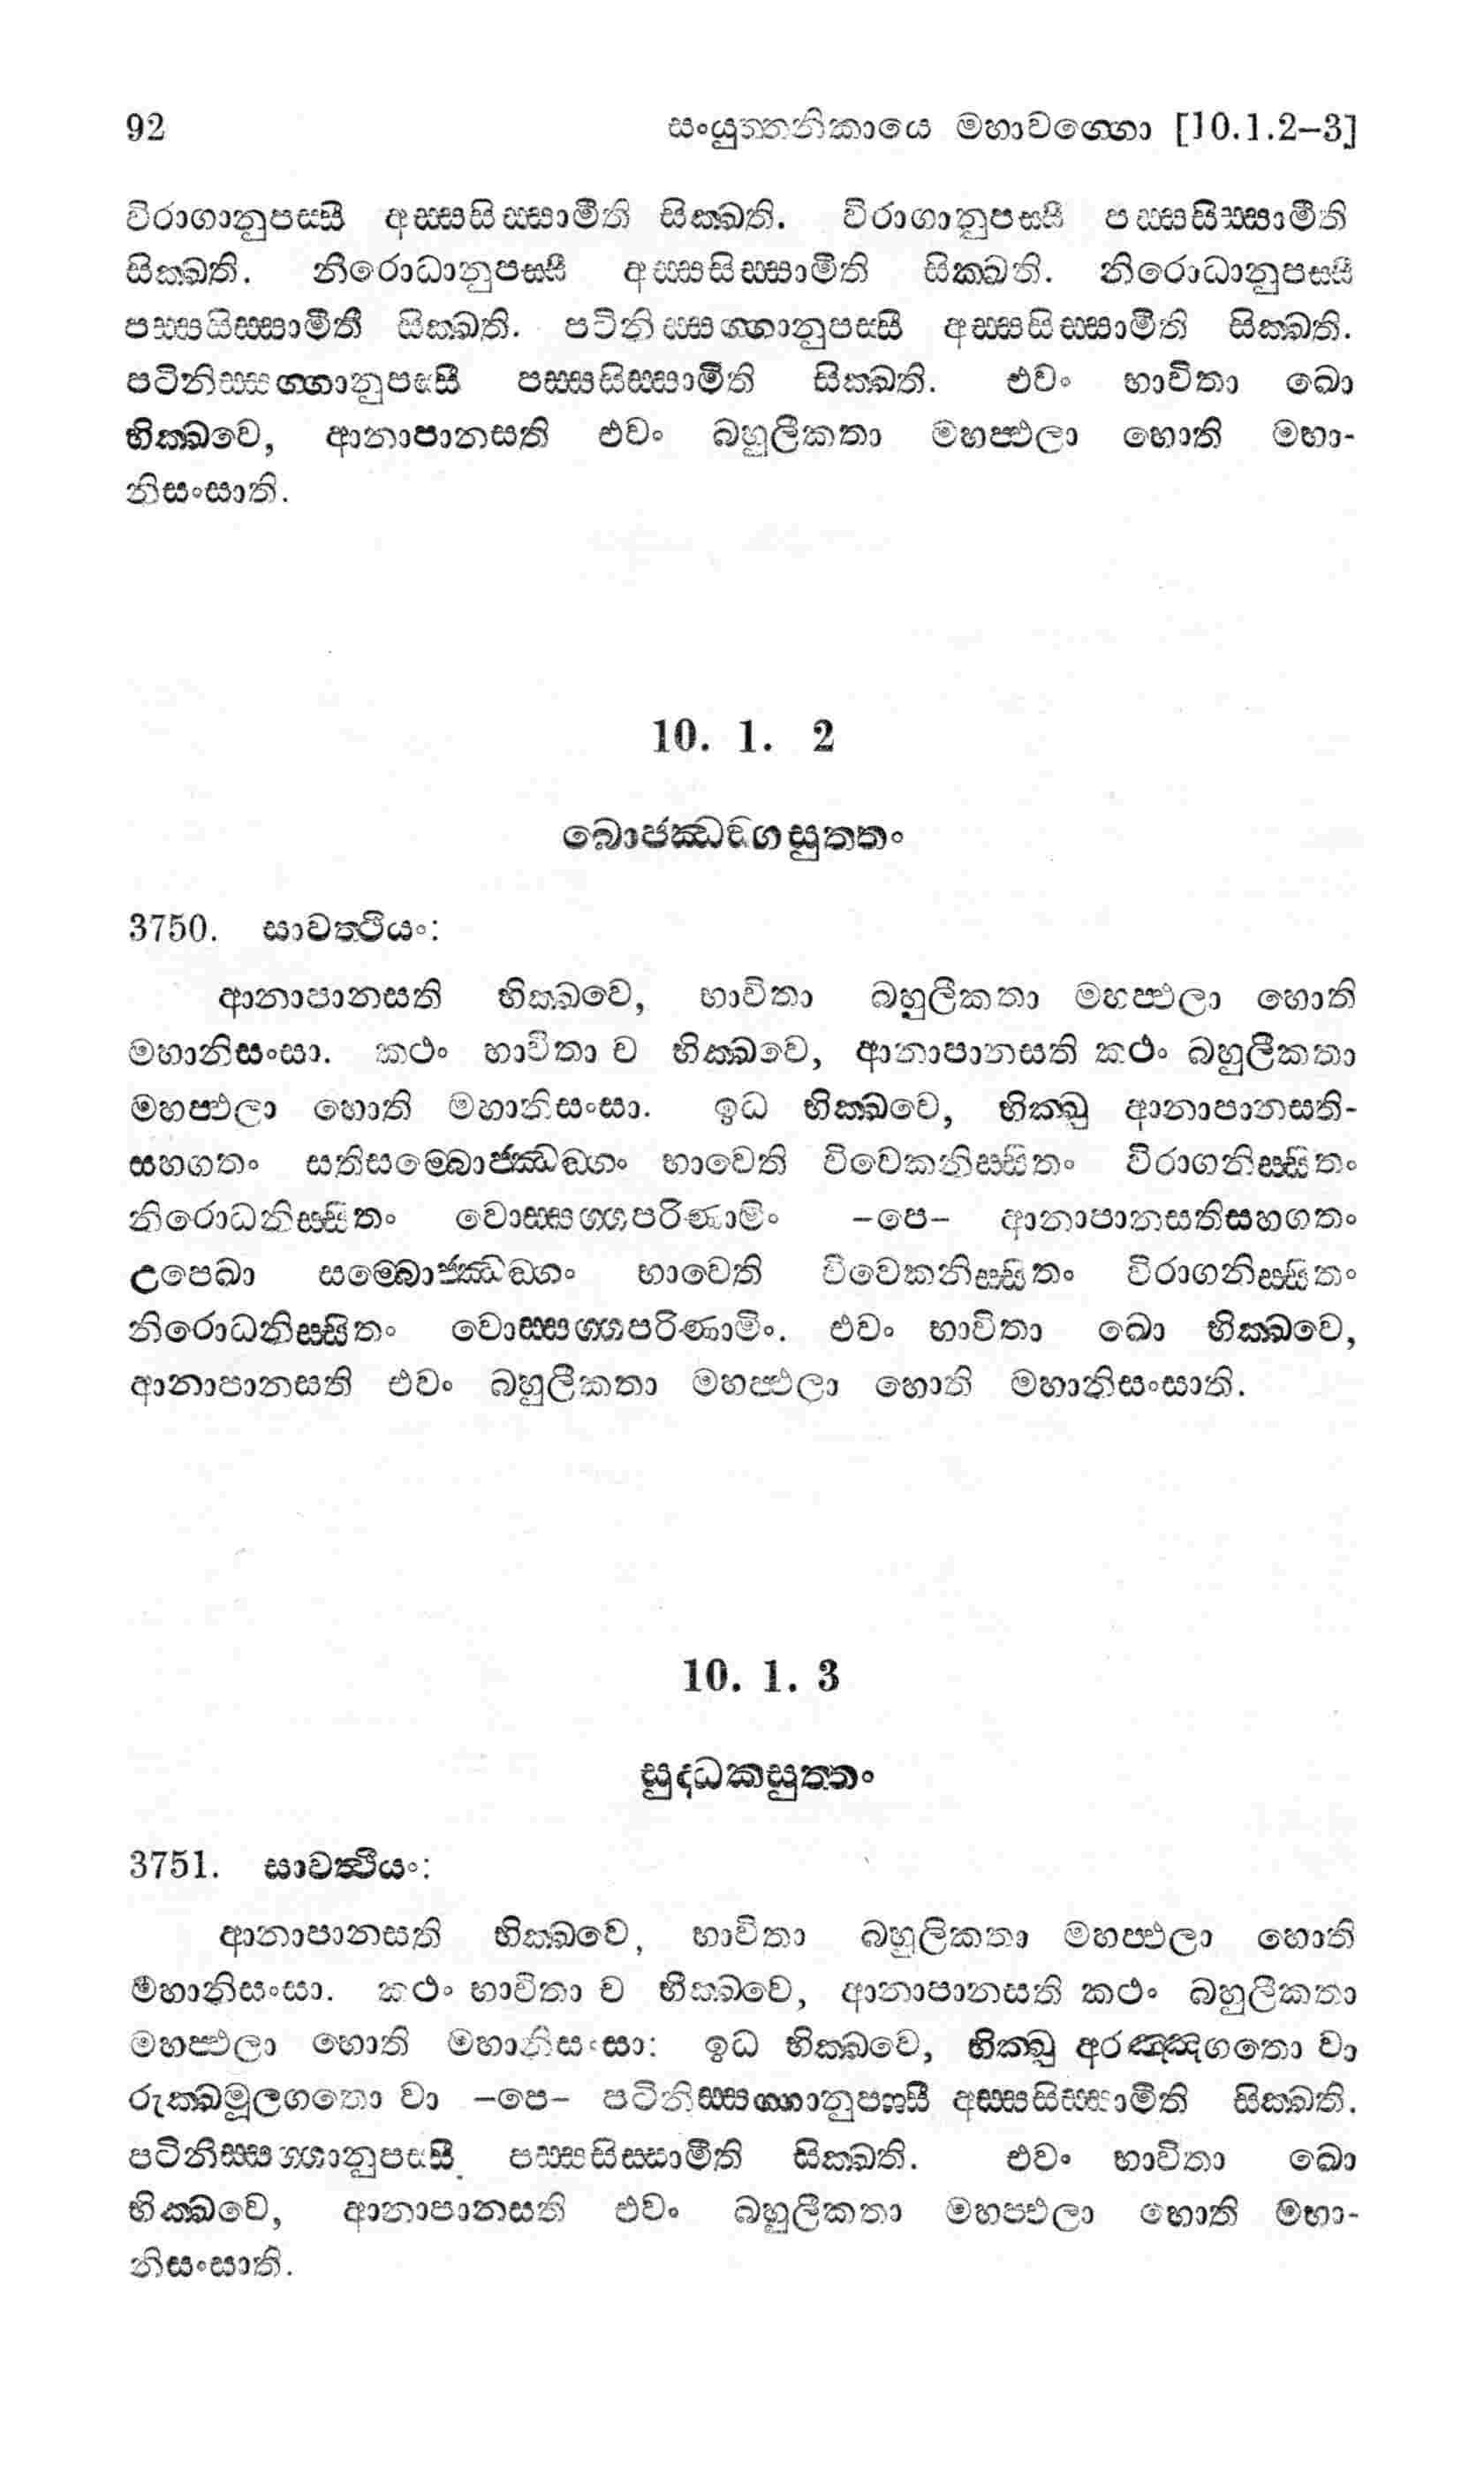 92 සංයුත්තනිකායෙ මහාවග්ගො [10.1.2–3]
විරාගානුපස්සී අස්සසිස්සාමීති සික්ඛති. විරාගානුපස්සී පස්සසිස්සාමීති
සික්ඛති. නිරොධානුපස්සී අස්සසිස්සාමීති සික්ඛති. නිරොධානුපස්සී
පස්සසිස්සාමීති සික්ඛති. පටිනිස්සග්ගානුපස්සී අස්සසිස්සාමීති සික්ඛති.
පටිනිස්සග්ගානුපස්සී පස්සසිස්සාමීති සික්ඛති. එවං භාවිතා ඛො
භික්ඛවෙ, ආනාපානසති එවං බහුලීකතා මහප්ඵලා හොති මහා-
නිසංසාති.
10. 1. 2
බොජ්ඣඞ්ගසුත්තං
3750. සාවත්ථියං:
ආනාපානසති භික්ඛවෙ, භාවිතා බහුලීකතා මහප්ඵලා හොති
මහානිසංසා. කථං භාවිතා ච භික්ඛවෙ, ආනාපානසති කථං බහුලීකතා
මහප්ඵලා හොති මහානිසංසා. ඉධ භික්ඛවෙ, භික්ඛු ආනාපානසති-
සහගතං සතිසම්බොජ්ඣඞ්ගං භාවෙති විවෙකනිස්සිතං විරාගනිස්සිතං
නිරොධනිස්සිතං වොස්සග්ගපරිණාමිං –පෙ– ආනාපානසතිසහගතං
උපෙඛා සම්බොජ්ඣඞ්ගං භාවෙති විවෙකනිස්සිතං විරාගනිස්සිතං
නිරොධනිස්සිතං වොස්සග්ගපරිණාමිං. එවං භාවිතා ඛො භික්ඛවෙ,
ආනාපානසති එවං බහුලීකතා මහප්ඵලා හොති මහානිසංසාති.
10. 1. 3
සුද්ධකසුත්තං
3751. සාවත්ථියං:
ආනාපානසති භික්ඛවෙ, භාවිතා බහුලිකතා මහප්ඵලා හොති
මහානිසංසා. කථං භාවිතා ච භික්ඛවෙ, ආනාපානසති කථං බහුලීකතා
මහප්ඵලා හොති මහානිසංසා: ඉධ භික්ඛවෙ, භික්ඛු අරඤ්ඤගතො වා
රුක්ඛමූලගතො වා –පෙ– පටිනිස්සග්ගානුපස්සී අස්සසිස්සාමිති සික්ඛති.
පටිනිස්සග්ගානුපස්සී පස්සසිස්සාමීති සික්ඛති. එවං භාවිතා ඛො
භික්ඛවෙ, ආනාපානසති එවං බහුලීකතා මහප්ඵලා හොති මහා-
නිසංසාති.